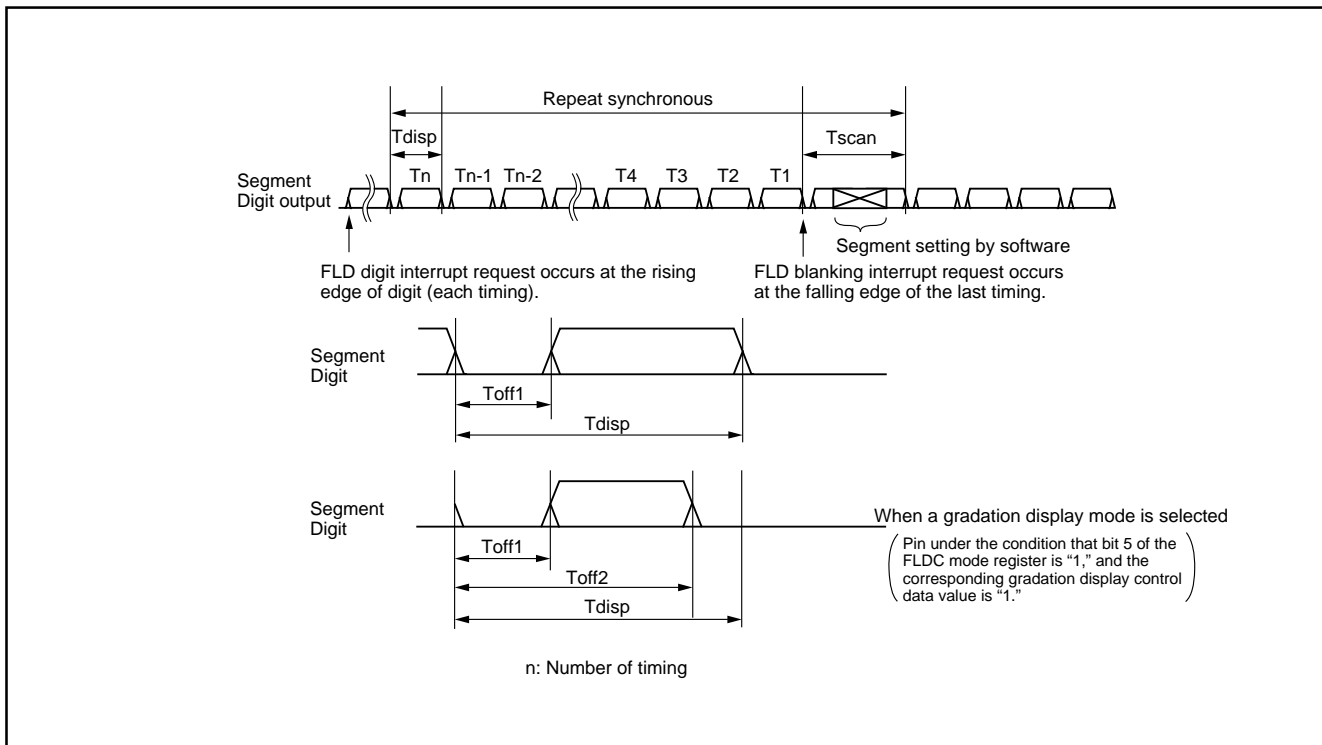 Repeat synchronous
Tdisp
Tscan
Segment
Digit output
Tn
Tn-1
Tn-2
T4
T3
T2
T1
Segment setting by software
FLD digit interrupt request occurs at the rising
edge of digit (each timing).
FLD blanking interrupt request occurs
at the falling edge of the last timing.
Segment
Digit
Toff1
Tdisp
Segment
Digit
Toff1
Toff2
Tdisp
When a gradation display mode is selected
Pin under the condition that bit 5 of the
FLDC mode register is “1,” and the
corresponding gradation display control
data value is “1.”
n: Number of timing